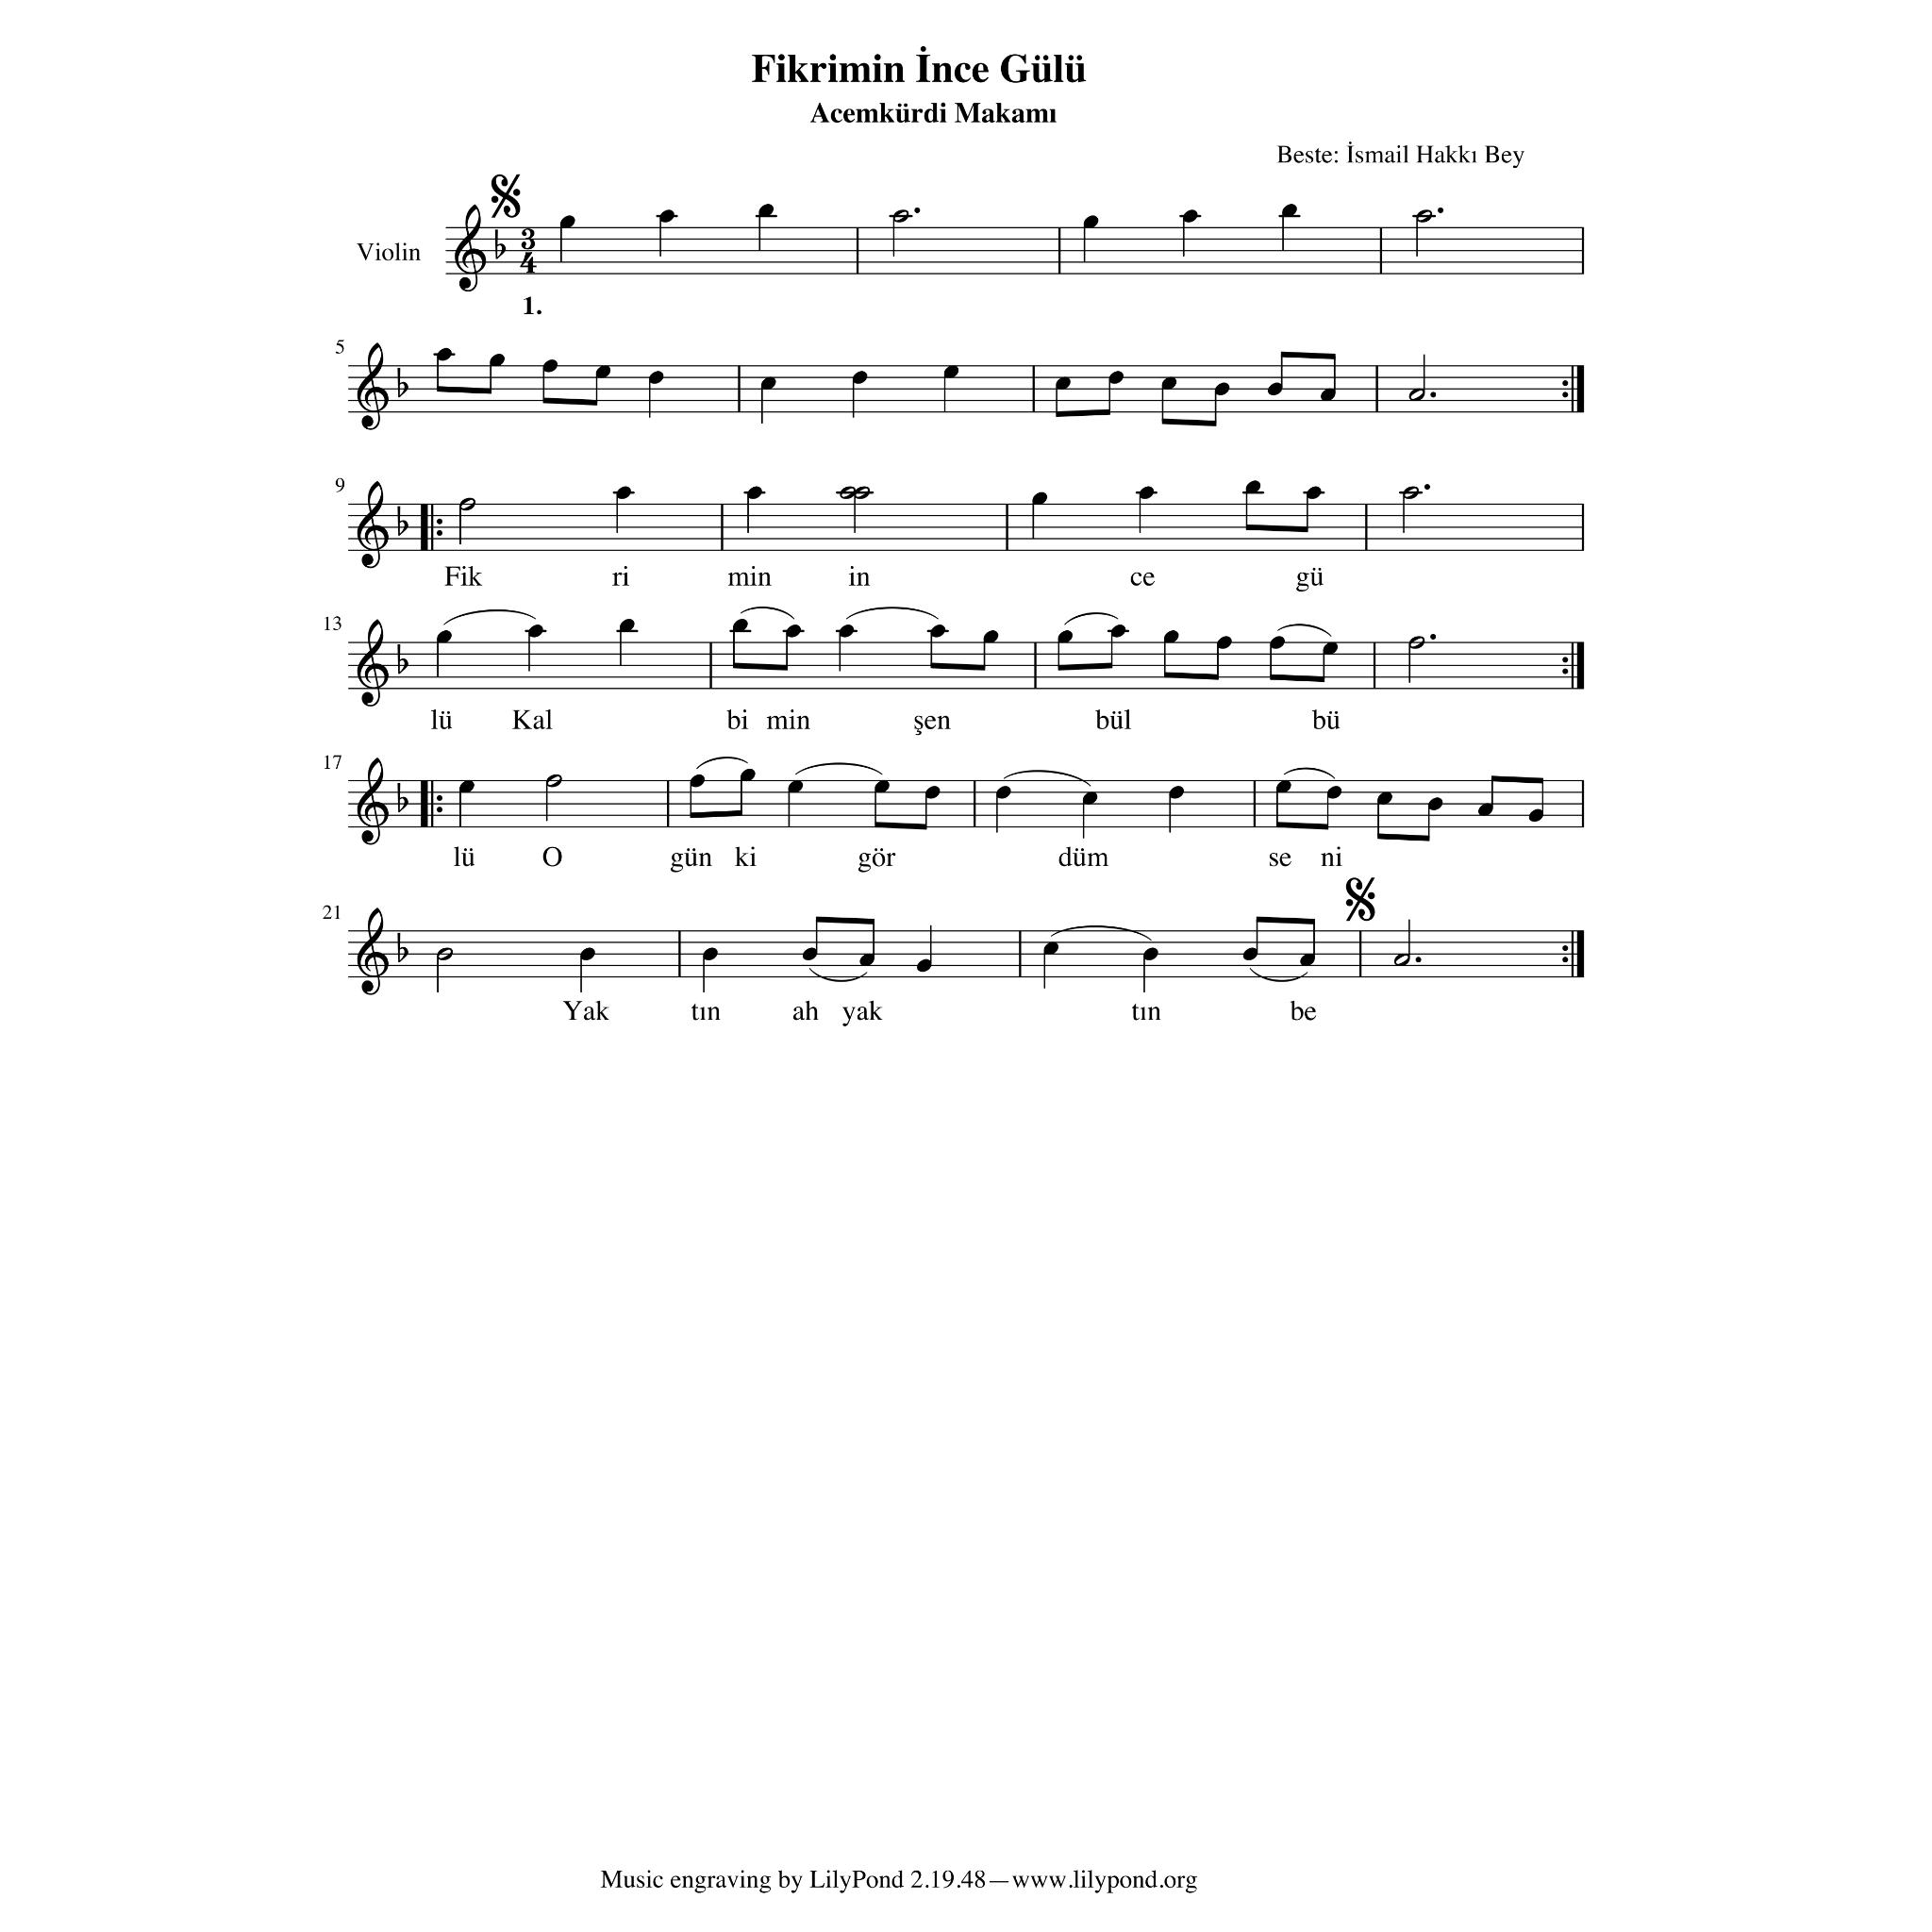 Fikrimin İnce Gülü
Acemkürdi Makamı
Beste: İsmail Hakkı Bey
Violin
3
4
1.
5
9
Fik ri min in ce gü
13
lü Kal bi min şen bül bü
17
lü O gün ki gör düm se ni
21
Yak tın ah yak tın be
Music engraving by LilyPond 2.19.48—www.lilypond.org